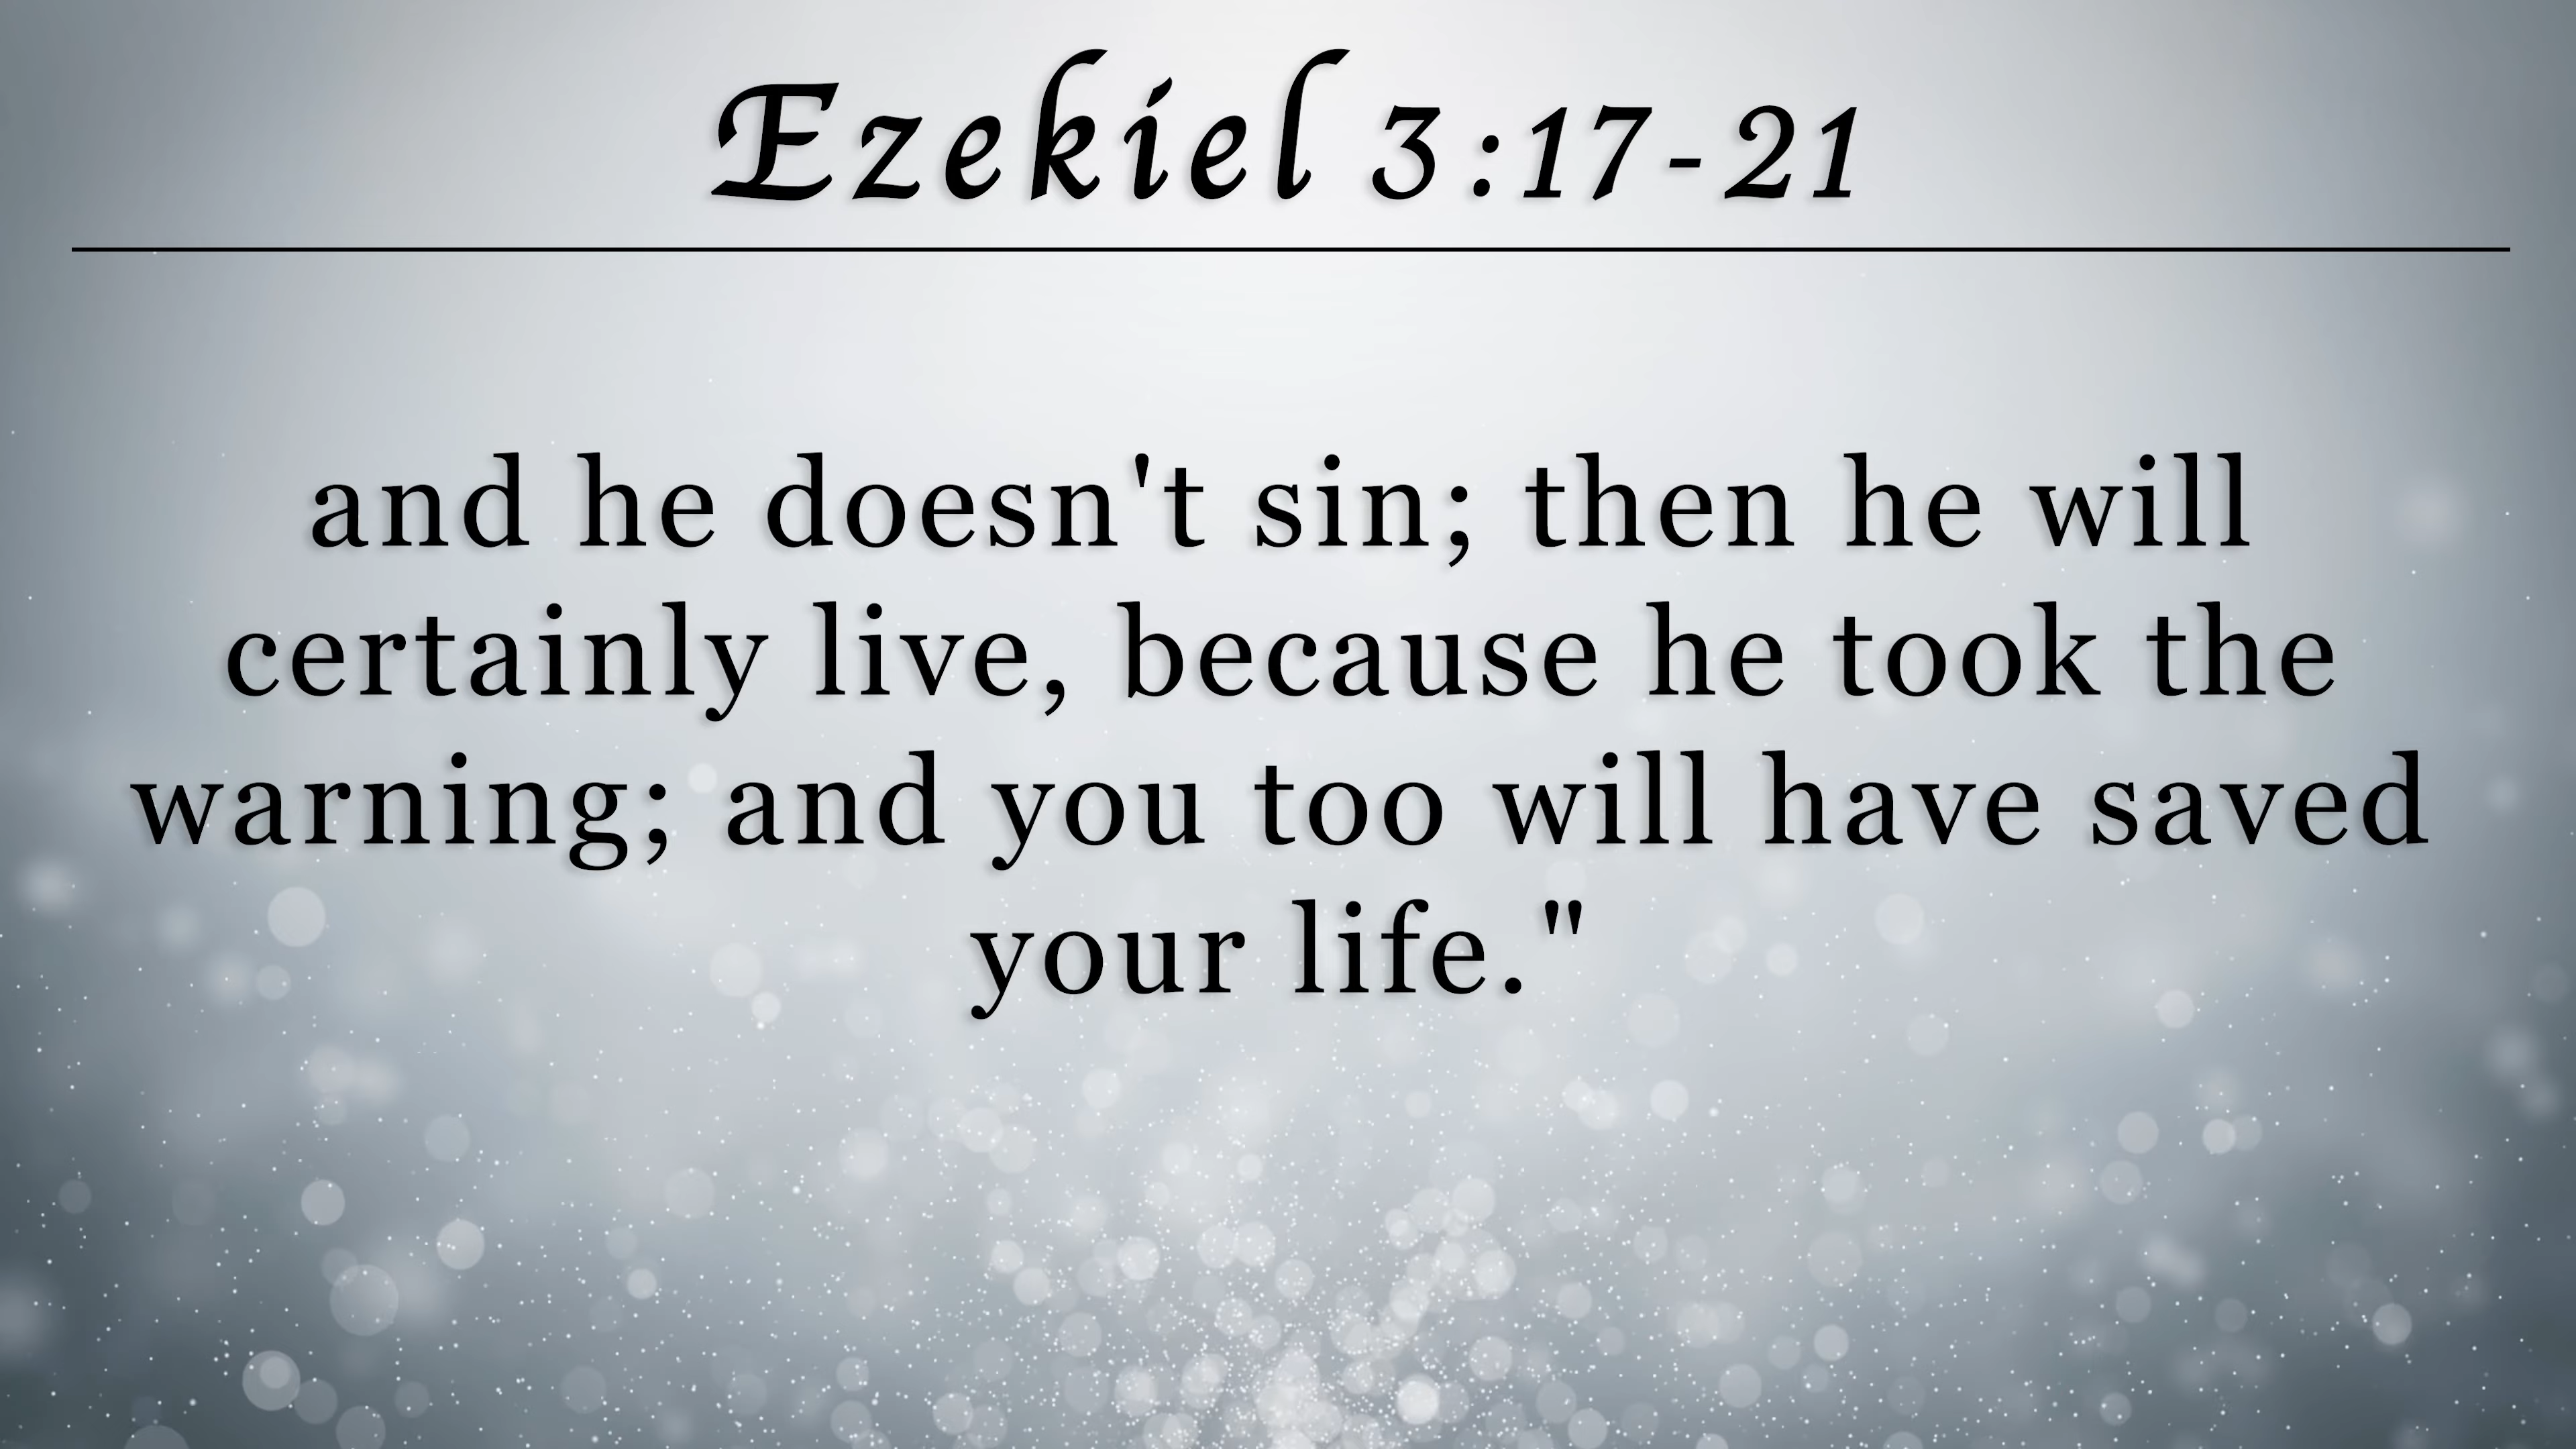 Ezekiel 3:17-21
and he doesn't sin; then he will
certainly live, because he took the
warning; and you too will have saved
your life."